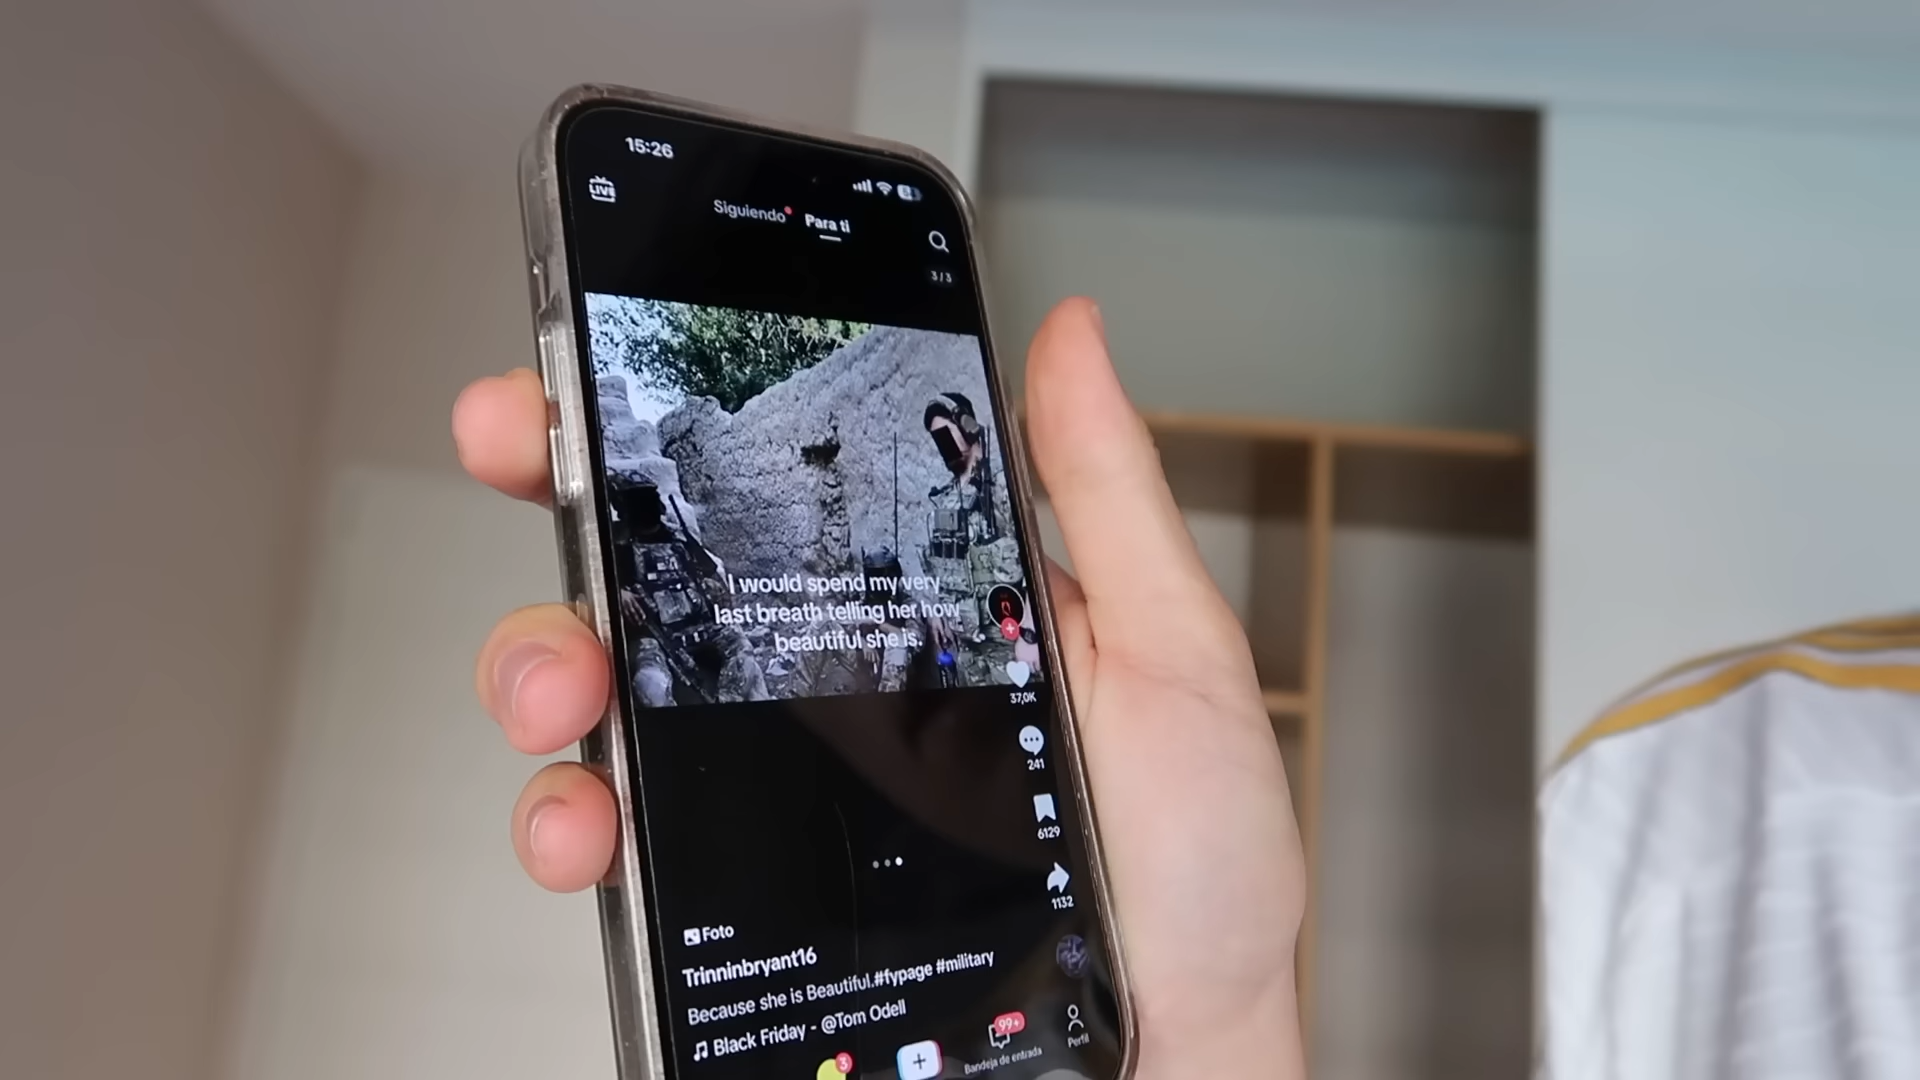 15:26
LIVE
Siguiendo Para ti
3/3
I would spend my very
last breath telling her how
beautiful she is.
37,0K
241
6129
1132
Foto
Trinninbryant16
Because she is Beautiful.#fypage #military
Black Friday - @Tom Odell
3
99+
Bandeja de entrada
Perfil